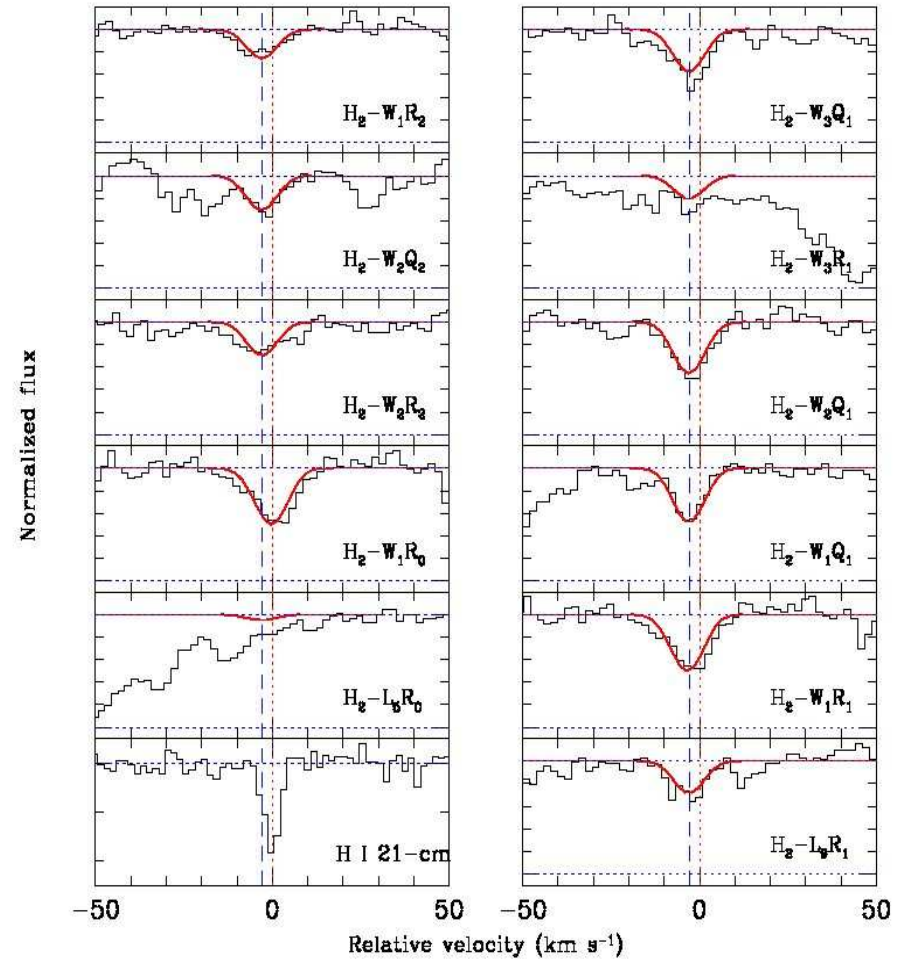 Normalized flux
H₂−W₁R₂
H₂−W₂Q₂
H₂−W₂R₂
H₂−W₁R₀
H₂−L₅R₀
H I 21−cm
H₂−W₃Q₁
H₂−W₃R₁
H₂−W₂Q₁
H₂−W₁Q₁
H₂−W₁R₁
H₂−L₉R₁
−50 0 50
−50 0 50
Relative velocity (km s⁻¹)